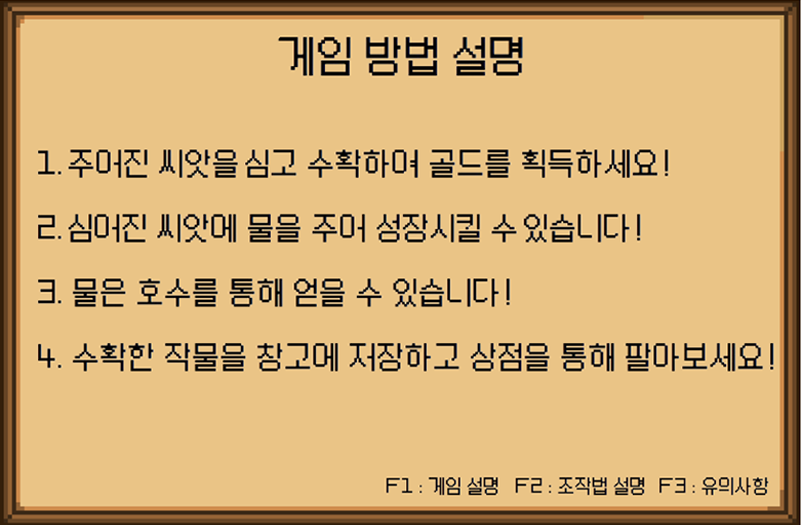 게임 방법 설명
1. 주어진 씨앗을 심고 수확하여 골드를 획득하세요!
2. 심어진 씨앗에 물을 주어 성장시킬 수 있습니다!
3. 물은 호수를 통해 얻을 수 있습니다!
4. 수확한 작물을 창고에 저장하고 상점을 통해 팔아보세요!
F1 : 게임 설명 F2 : 조작법 설명 F3 : 유의사항